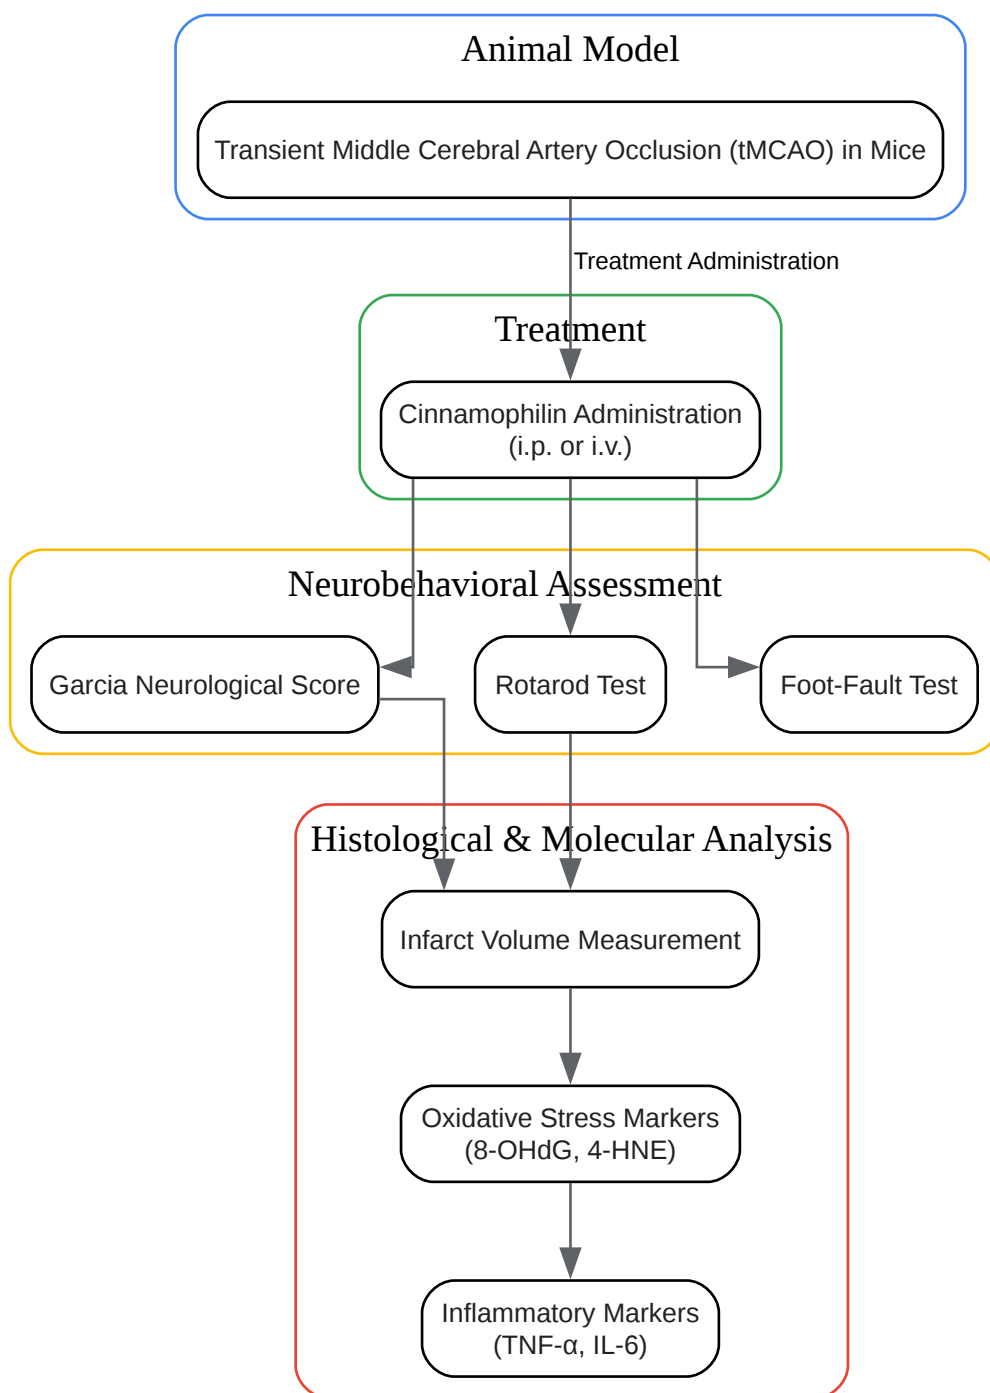 Animal Model
Transient Middle Cerebral Artery Occlusion (tMCAO) in Mice
Treatment Administration
Treatment
Cinnamophilin Administration
(i.p. or i.v.)
Neurobehavioral Assessment
Garcia Neurological Score
Rotarod Test
Foot-Fault Test
Histological & Molecular Analysis
Infarct Volume Measurement
Oxidative Stress Markers
(8-OHdG, 4-HNE)
Inflammatory Markers
(TNF-α, IL-6)